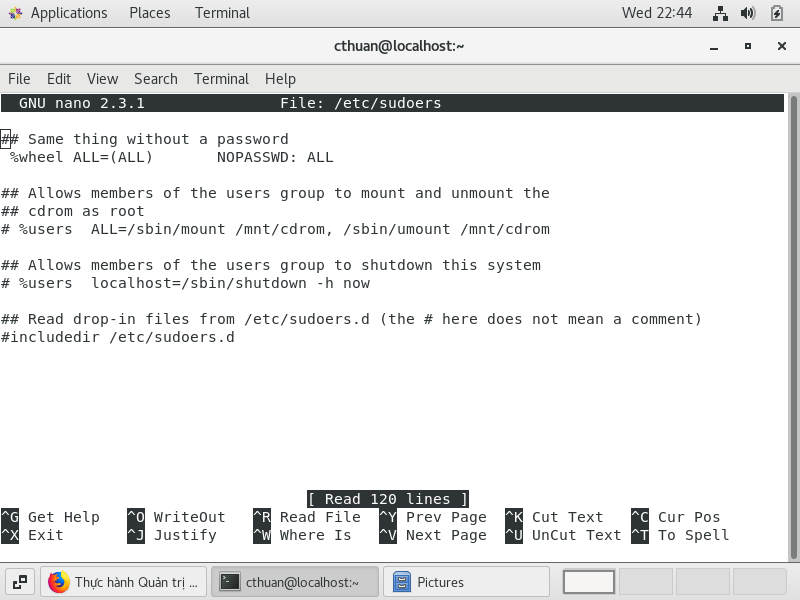 Applications Places Terminal Wed 22:44
cthuan@localhost:~
File Edit View Search Terminal Help
GNU nano 2.3.1 File: /etc/sudoers
## Same thing without a password
%wheel ALL=(ALL) NOPASSWD: ALL
## Allows members of the users group to mount and unmount the
## cdrom as root
# %users ALL=/sbin/mount /mnt/cdrom, /sbin/umount /mnt/cdrom
## Allows members of the users group to shutdown this system
# %users localhost=/sbin/shutdown -h now
## Read drop-in files from /etc/sudoers.d (the # here does not mean a comment)
#includedir /etc/sudoers.d
[ Read 120 lines ]
^G Get Help ^O WriteOut ^R Read File ^Y Prev Page ^K Cut Text ^C Cur Pos
^X Exit ^J Justify ^W Where Is ^V Next Page ^U UnCut Text ^T To Spell
Thực hành Quản trị ... cthuan@localhost:~ Pictures